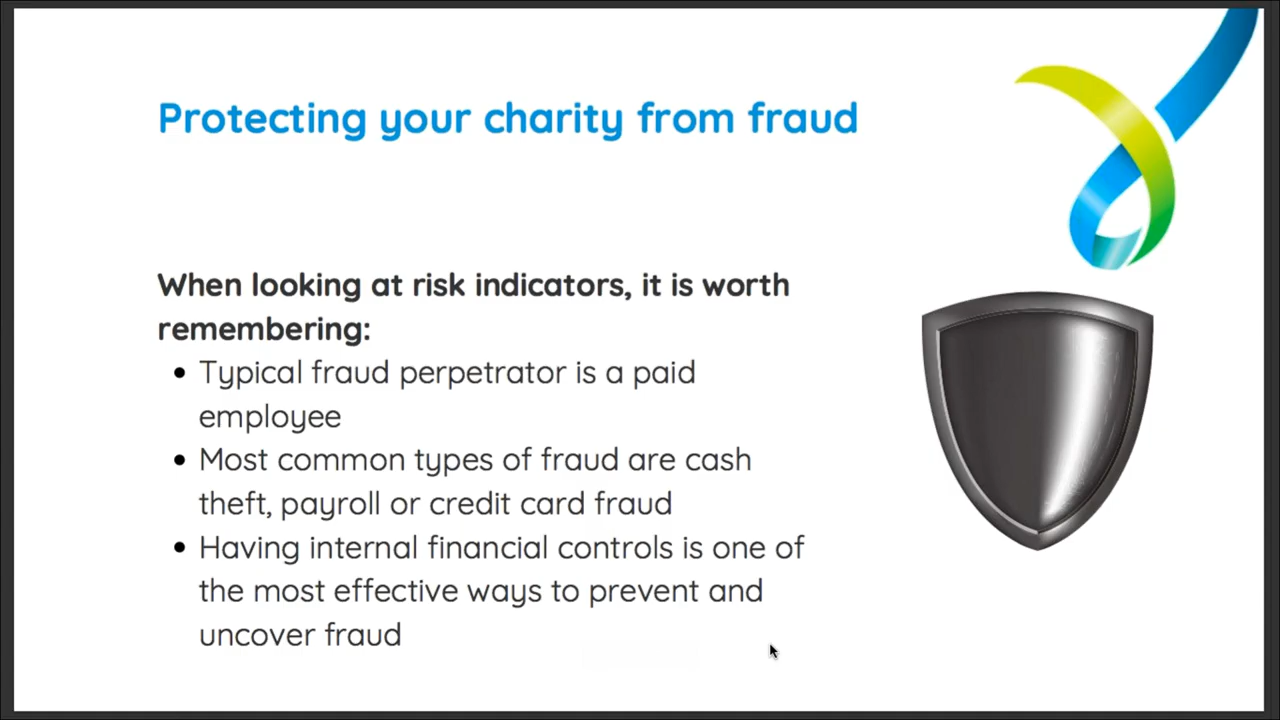 Protecting your charity from fraud
When looking at risk indicators, it is worth
remembering:
• Typical fraud perpetrator is a paid
employee
• Most common types of fraud are cash
theft, payroll or credit card fraud
• Having internal financial controls is one of
the most effective ways to prevent and
uncover fraud